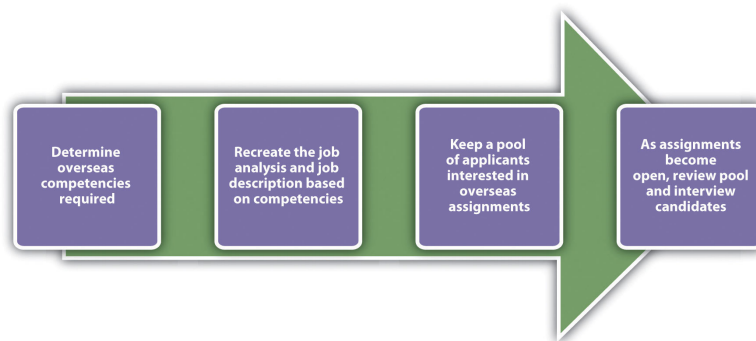 Determine
overseas
competencies
required
Recreate the job
analysis and job
description based
on competencies
Keep a pool
of applicants
interested in
overseas
assignments
As assignments
become
open, review pool
and interview
candidates